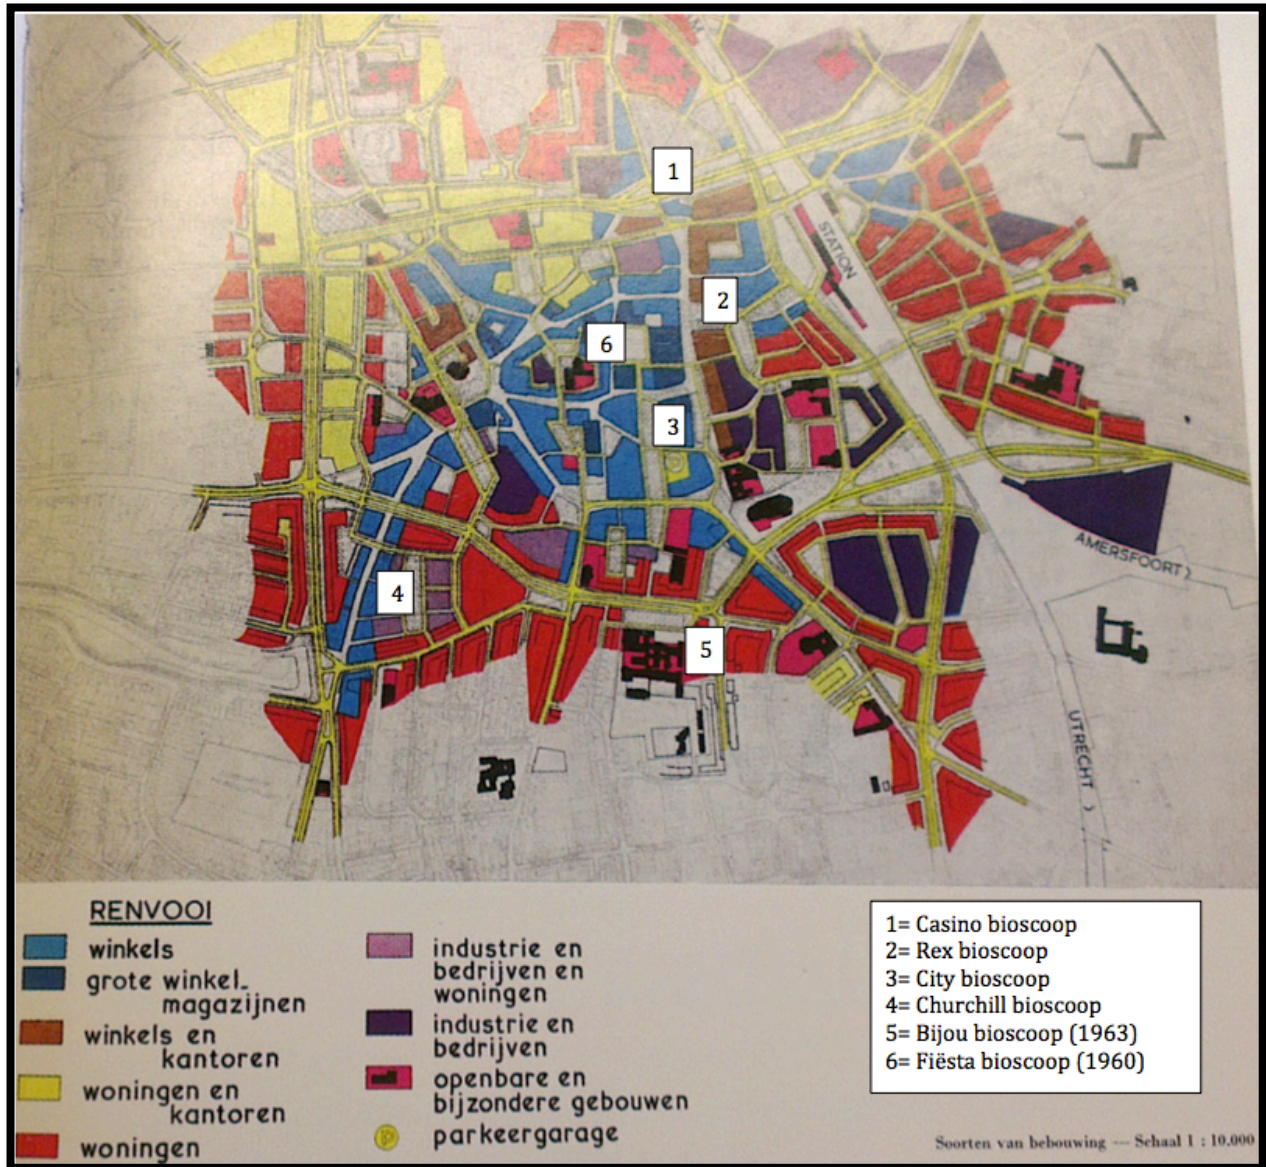 M
1
STATION
2
6
3
AMERSFOORT >
4
5
UTRECHT >
RENVOOI
winkels
grote winkel-
magazijnen
winkels en
kantoren
woningen en
kantoren
woningen
industrie en
bedrijven en
woningen
industrie en
bedrijven
openbare en
bijzondere gebouwen
P
parkeergarage
1= Casino bioscoop
2= Rex bioscoop
3= City bioscoop
4= Churchill bioscoop
5= Bijou bioscoop (1963)
6= Fiësta bioscoop (1960)
Soorten van bebouwing — Schaal 1 : 10.000